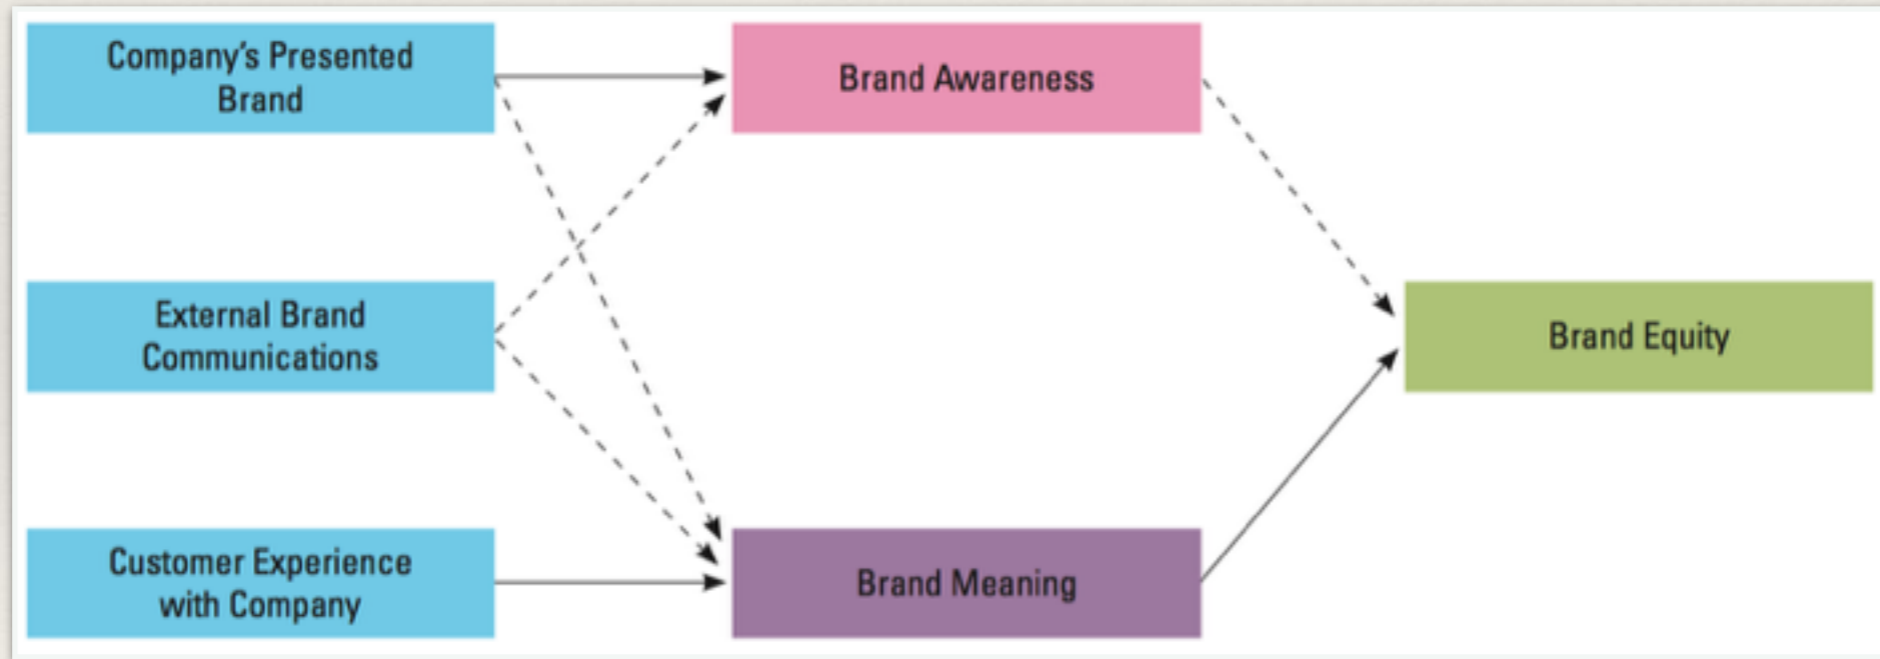 Company's Presented
Brand
Brand Awareness
External Brand
Communications
Brand Equity
Customer Experience
with Company
Brand Meaning